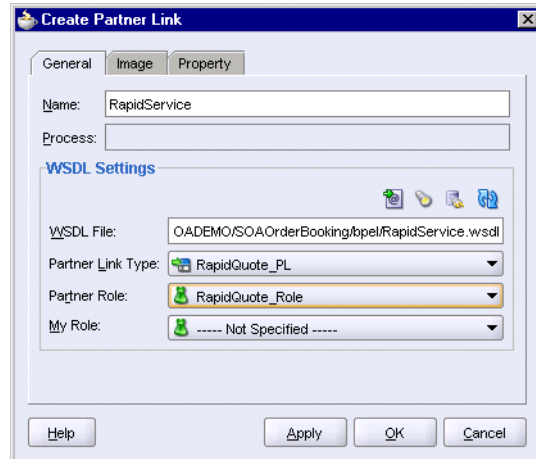 Create Partner Link
General Image Property
Name: RapidService
Process:
WSDL Settings
WSDL File: OADEMO/SOAOrderBooking/bpel/RapidService.wsdl
Partner Link Type: RapidQuote_PL
Partner Role: RapidQuote_Role
My Role: ----- Not Specified -----
Help Apply OK Cancel